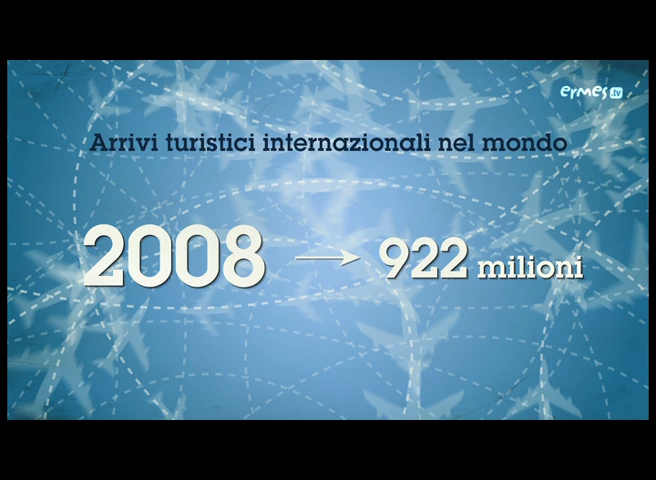 ermes.tv
Arrivi turistici internazionali nel mondo
2008 → 922 milioni